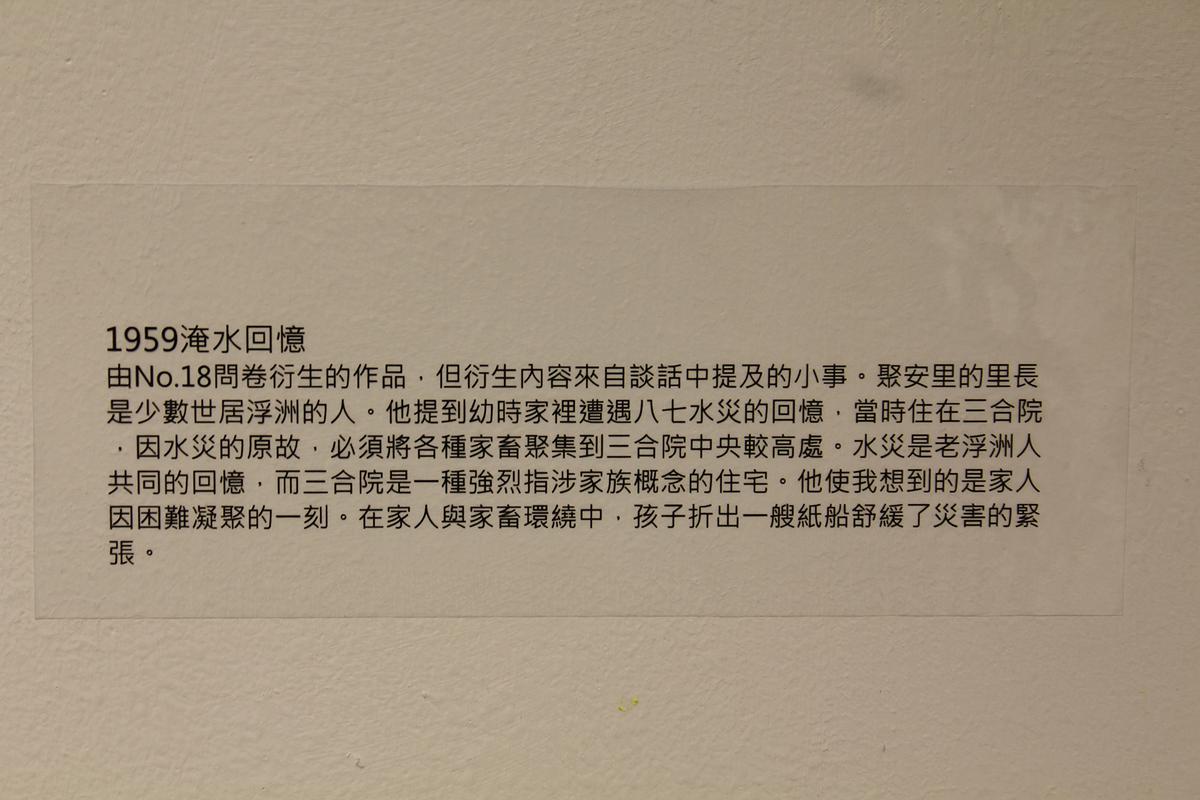 1959淹水回憶
由No.18問卷衍生的作品，但衍生內容來自談話中提及的小事。聚安里的里長
是少數世居浮洲的人。他提到幼時家裡遭遇八七水災的回憶，當時住在三合院
，因水災的原故，必須將各種家畜聚集到三合院中央較高處。水災是老浮洲人
共同的回憶，而三合院是一種強烈指涉家族概念的住宅。他使我想到的是家人
因困難凝聚的一刻。在家人與家畜環繞中，孩子折出一艘紙船舒緩了災害的緊
張。